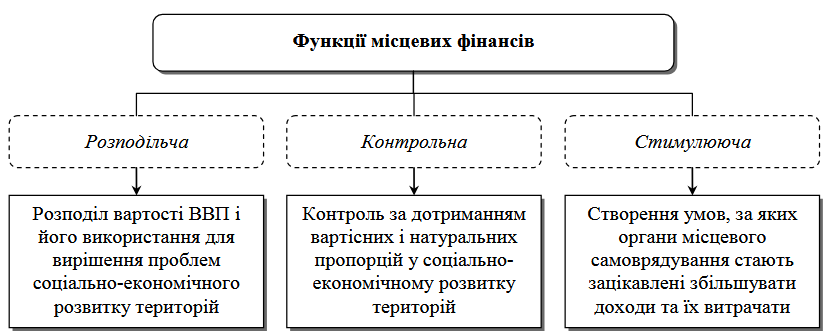 Функції місцевих фінансів
Розподільча
Контрольна
Стимулююча
Розподіл вартості ВВП і
його використання для
вирішення проблем
соціально-економічного
розвитку територій
Контроль за дотриманням
вартісних і натуральних
пропорцій у соціально-
економічному розвитку
територій
Створення умов, за яких
органи місцевого
самоврядування стають
зацікавлені збільшувати
доходи та їх витрачати